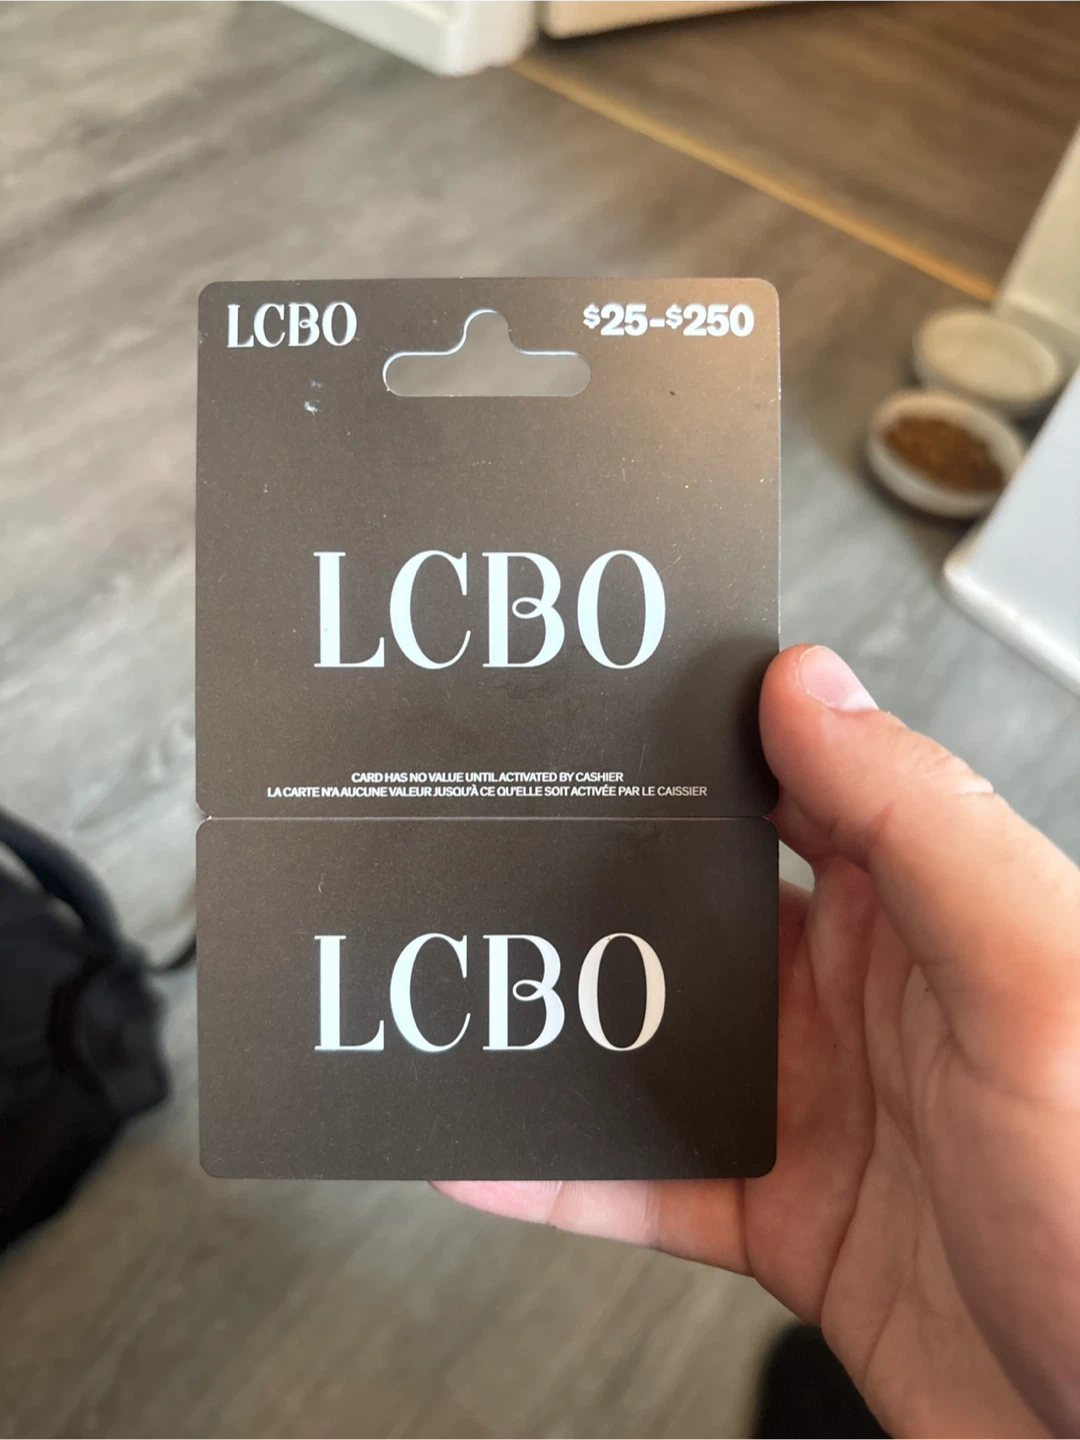 LCBO
$25-$250
LCBO
CARD HAS NO VALUE UNTIL ACTIVATED BY CASHIER
LA CARTE N'A AUCUNE VALEUR JUSQU'À CE QU'ELLE SOIT ACTIVÉE PAR LE CAISSIER
LCBO